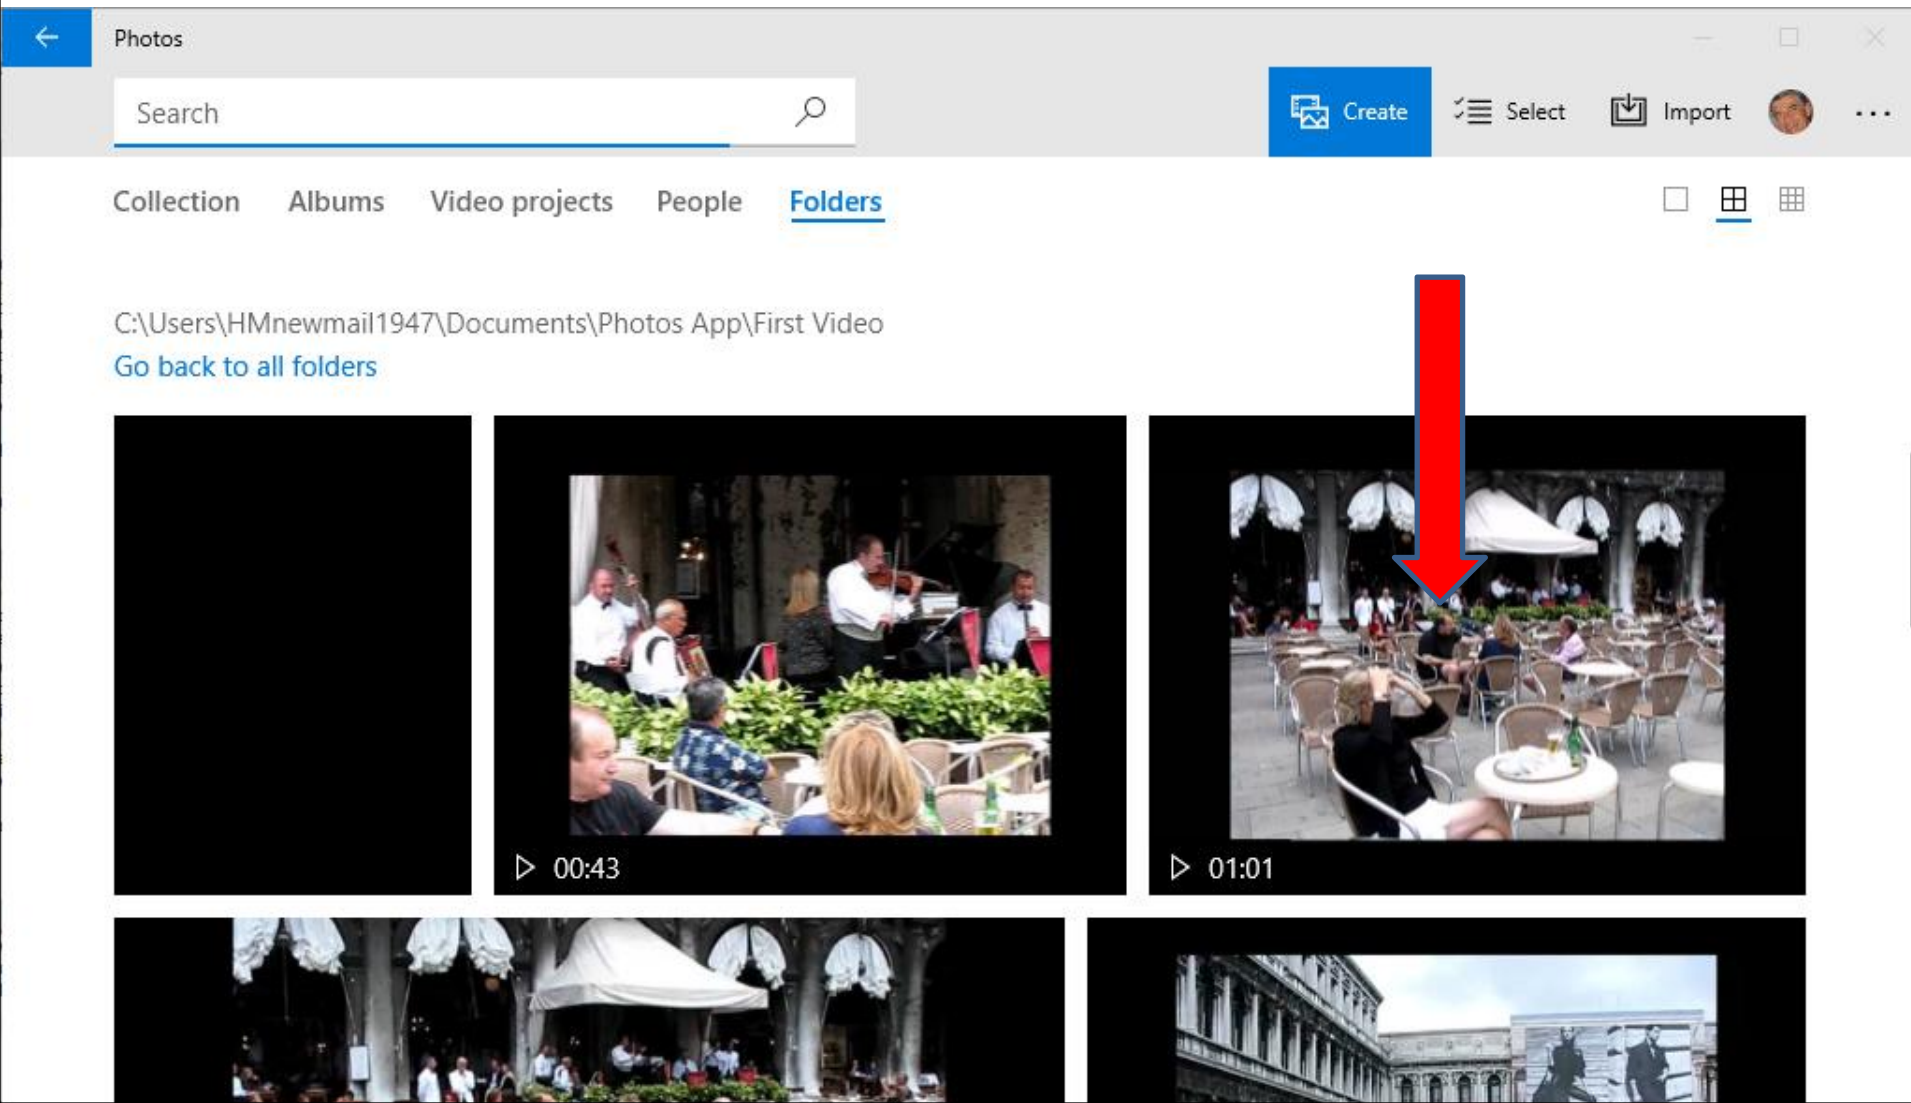 Photos
Search
Create Select Import
Collection Albums Video projects People Folders
C:\Users\HMnewmail1947\Documents\Photos App\First Video
Go back to all folders
00:43
01:01